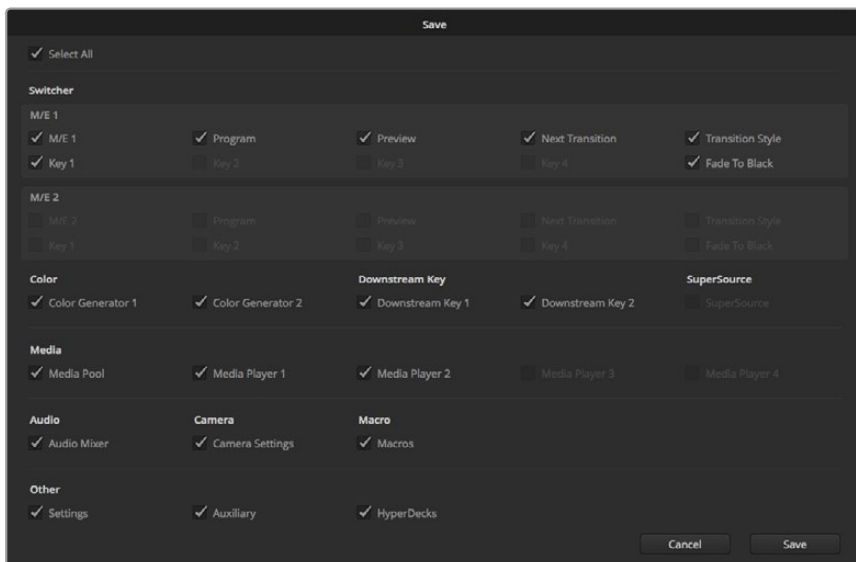 Save
Select All
Switcher
M/E 1
M/E 1 Program Preview Next Transition Transition Style
Key 1 Key 2 Key 3 Key 4 Fade To Black
M/E 2
M/E 2 Program Preview Next Transition Transition Style
Key 1 Key 2 Key 3 Key 4 Fade To Black
Color Downstream Key SuperSource
Color Generator 1 Color Generator 2 Downstream Key 1 Downstream Key 2 SuperSource
Media
Media Pool Media Player 1 Media Player 2 Media Player 3 Media Player 4
Audio Camera Macro
Audio Mixer Camera Settings Macros
Other
Settings Auxiliary HyperDecks
Cancel Save